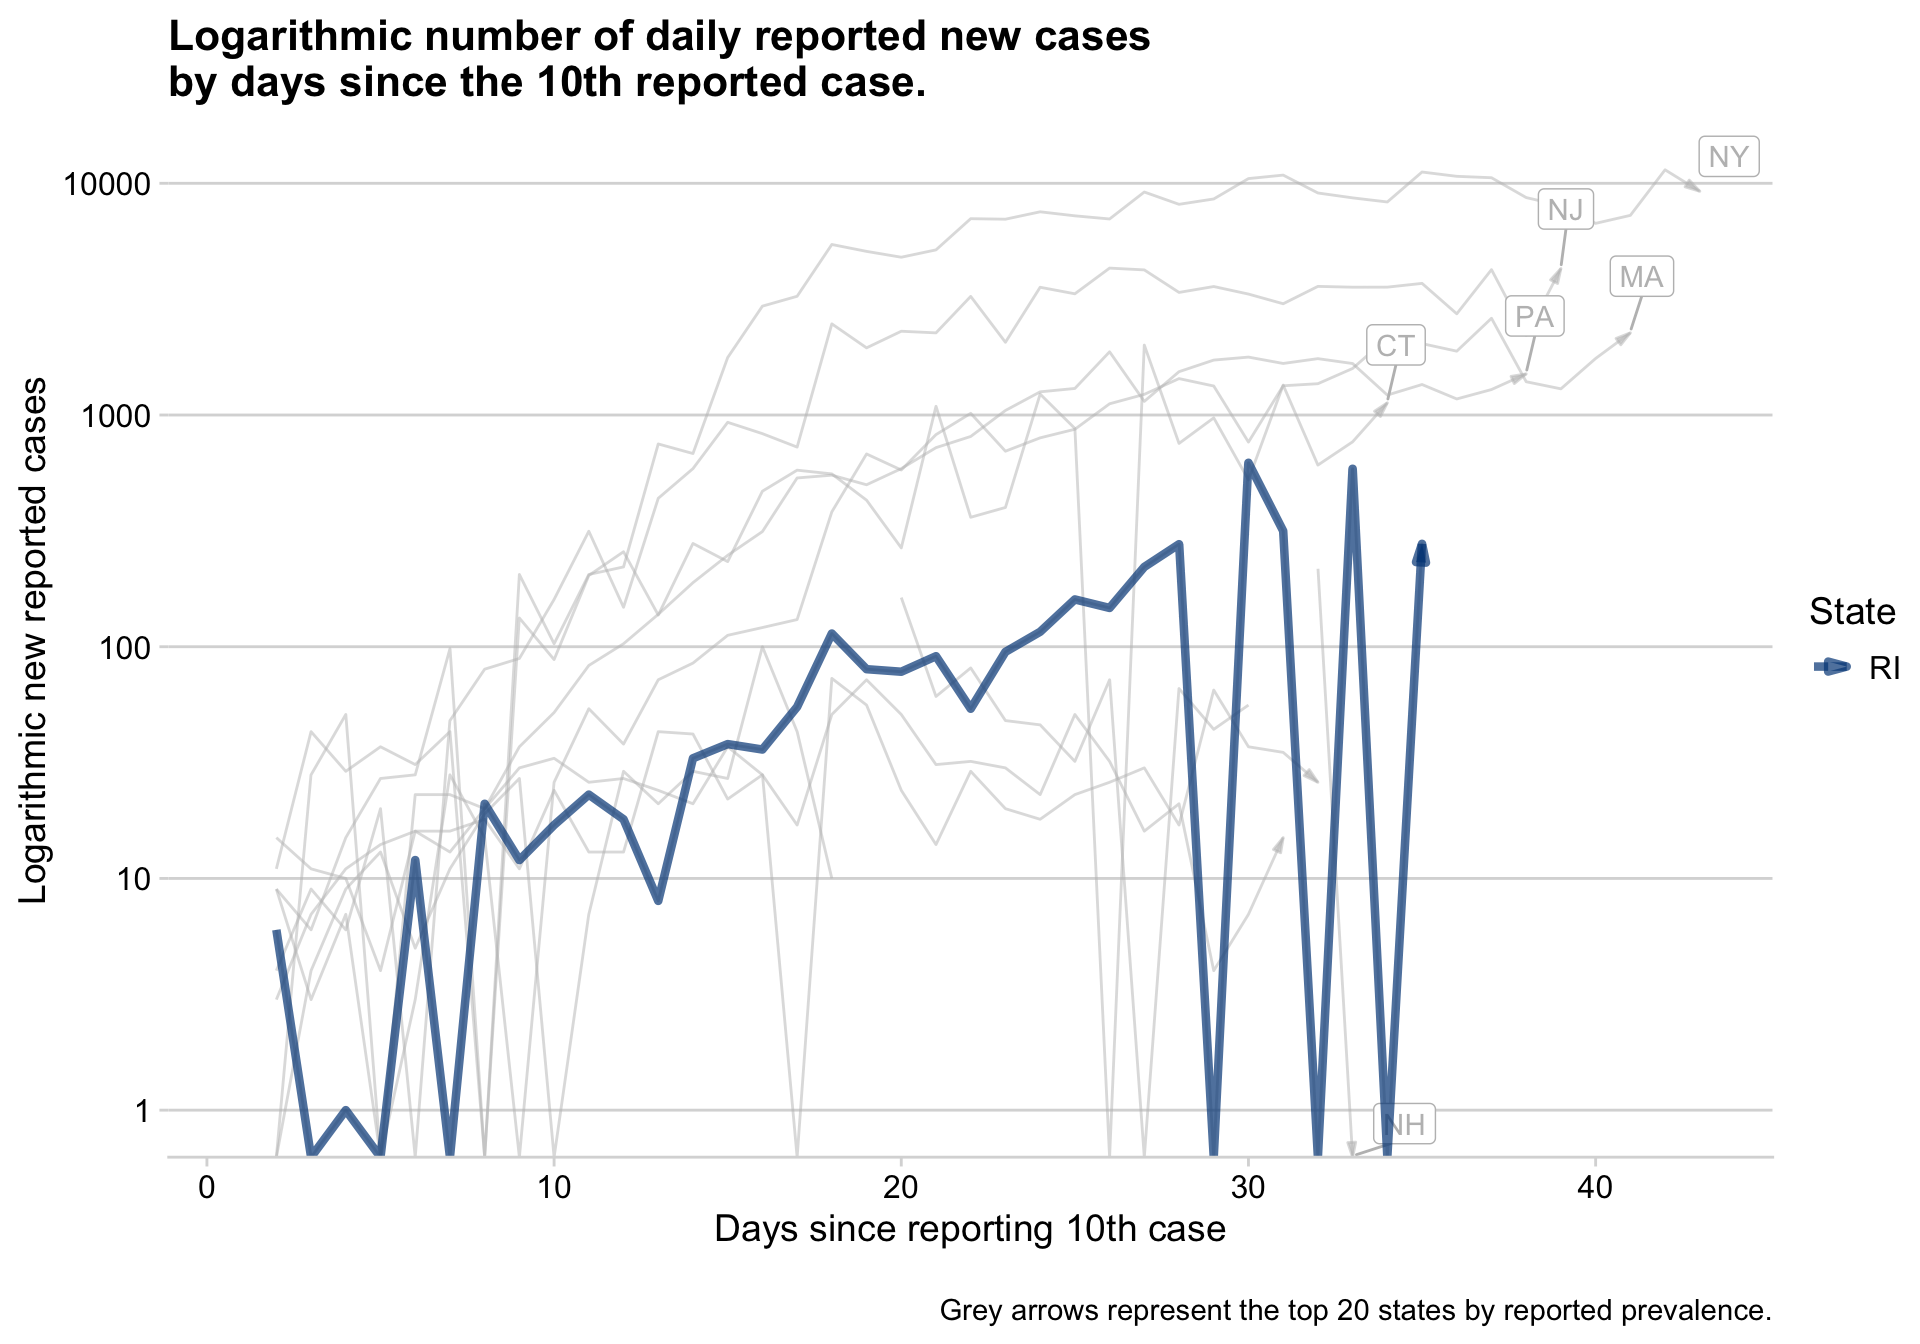 Logarithmic number of daily reported new cases
by days since the 10th reported case.
Logarithmic new reported cases
10000
1000
100
10
1
NY
NJ
MA
PA
CT
NH
State
RI
0
10
20
30
40
Days since reporting 10th case
Grey arrows represent the top 20 states by reported prevalence.